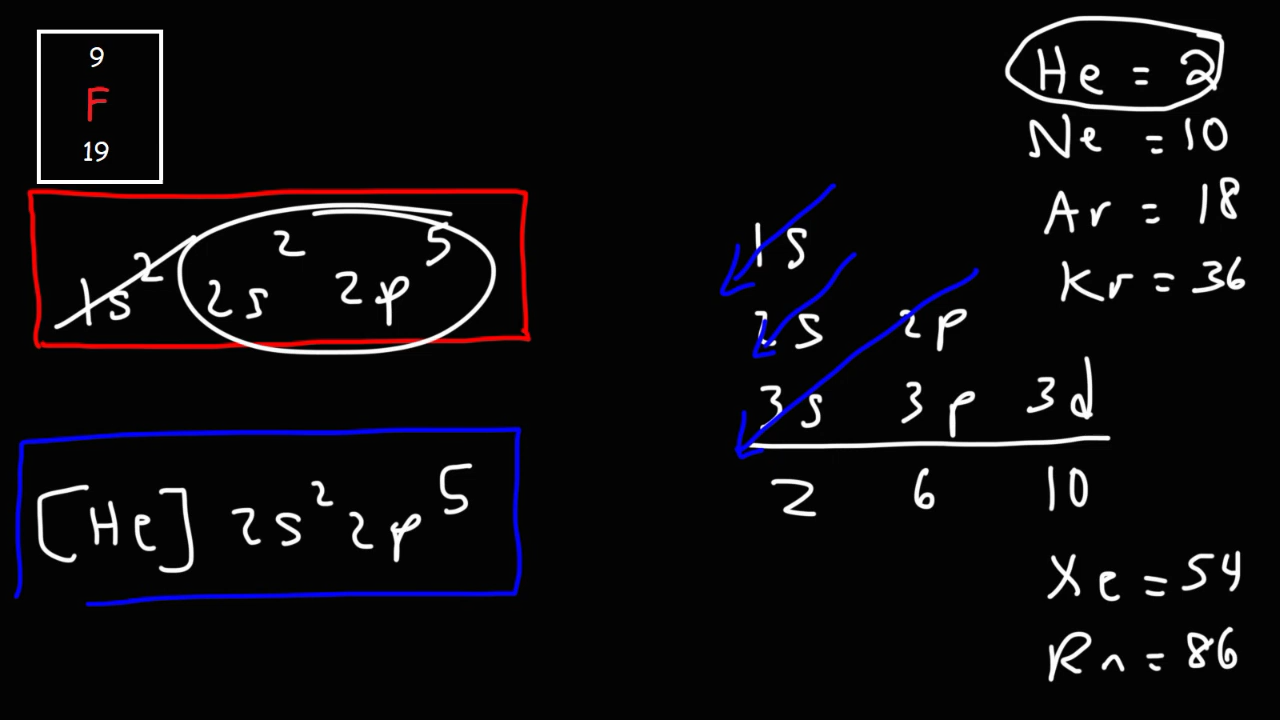 9
F
19
1s² 2s² 2p⁵
[He] 2s² 2p⁵
1s
2s 2p
3s 3p 3d
2 6 10
He = 2
Ne = 10
Ar = 18
Kr = 36
Xe = 54
Rn = 86